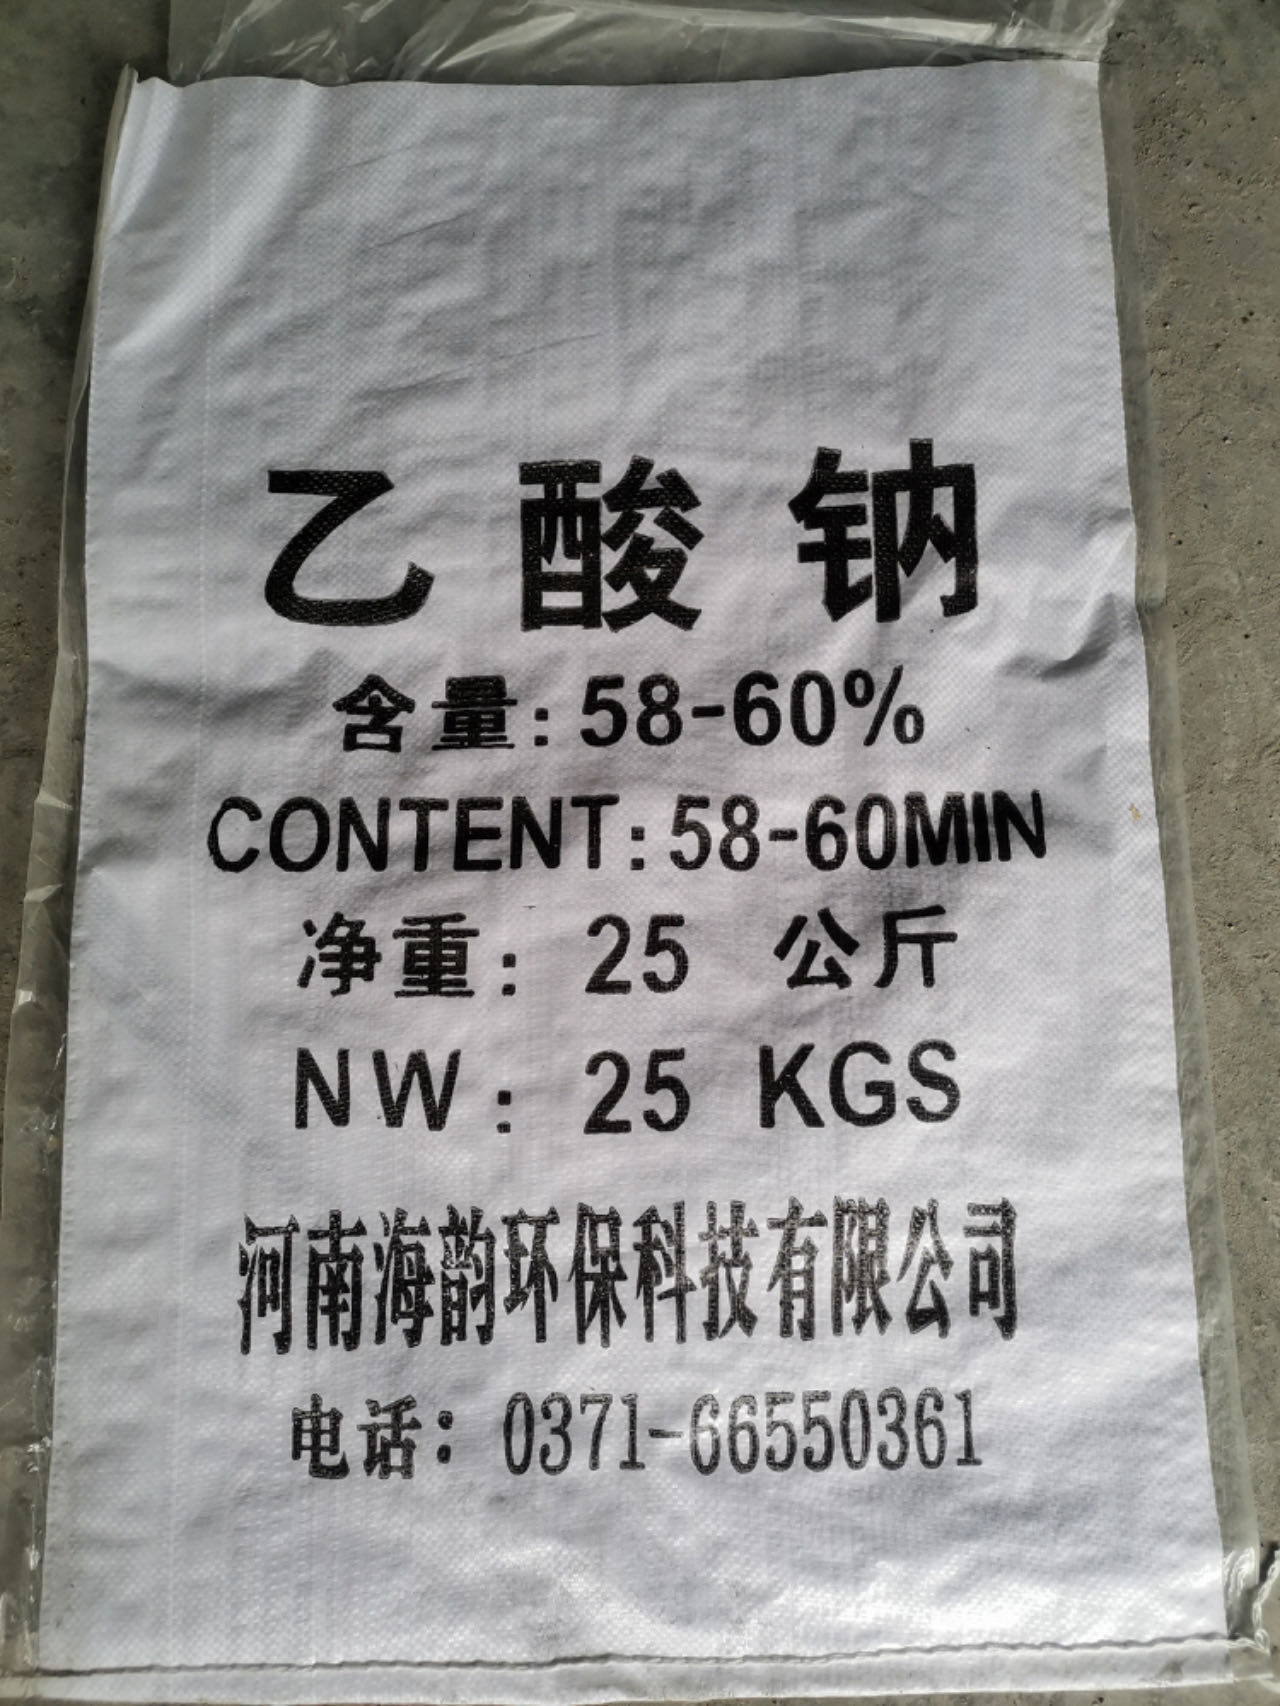 乙酸钠
含量:58-60%
CONTENT:58-60MIN
净重: 25 公斤
NW: 25 KGS
河南海韵环保科技有限公司
电话: 0371-66550361